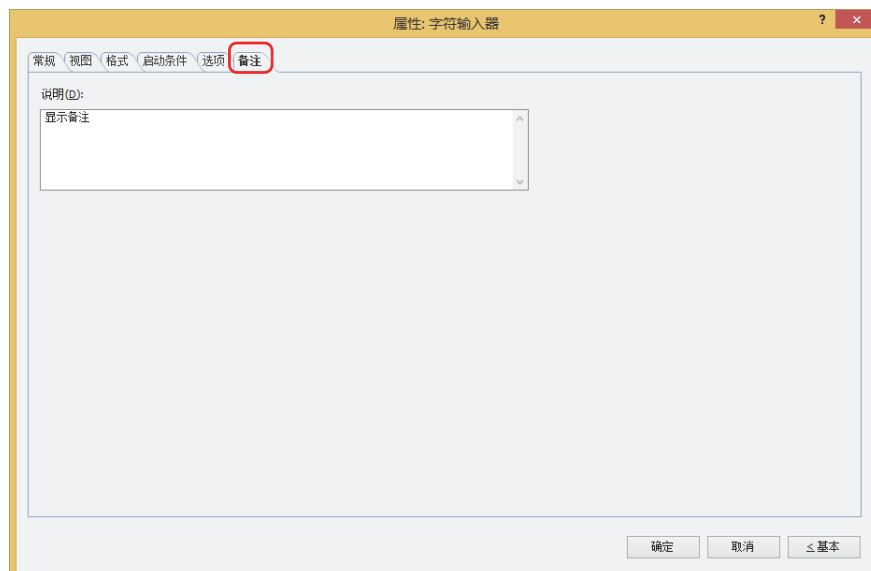 属性: 字符输入器
? ×
常规 视图 格式 启动条件 选项 备注
说明(D):
显示备注
确定 取消 ≤基本